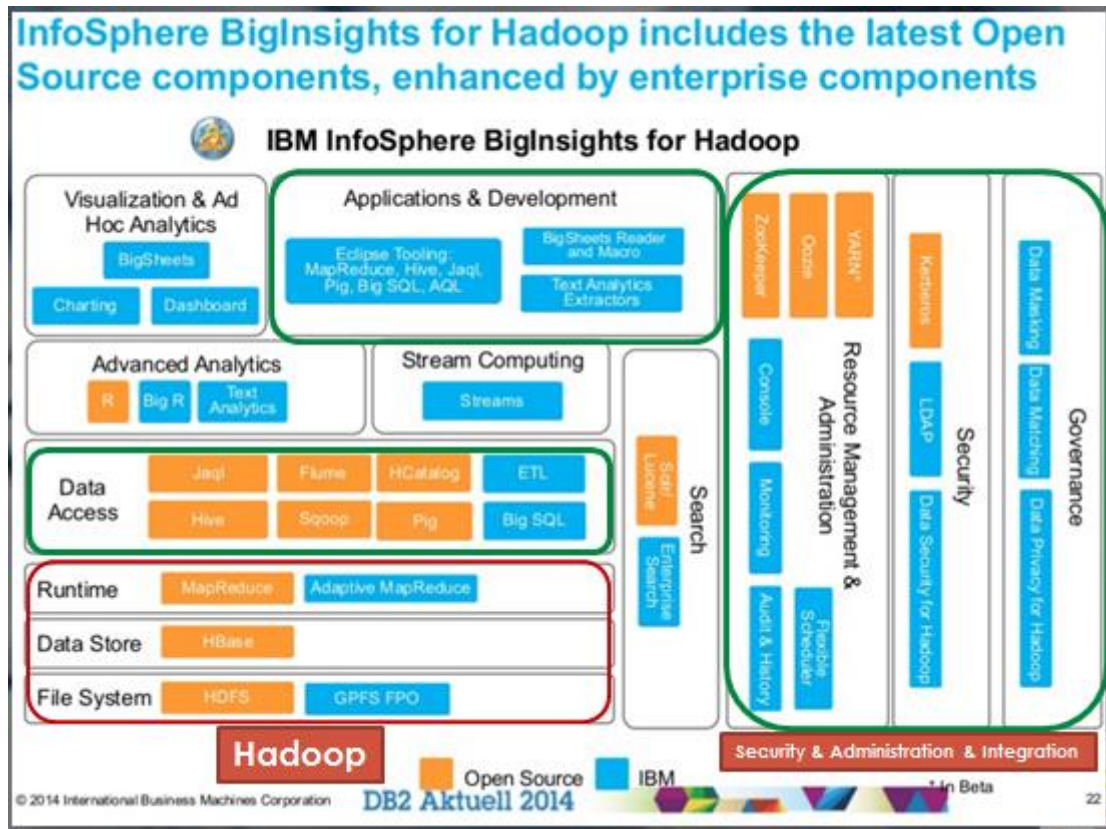 InfoSphere BigInsights for Hadoop includes the latest Open
Source components, enhanced by enterprise components
IBM InfoSphere BigInsights for Hadoop
Visualization & Ad
Hoc Analytics
BigSheets
Charting
Dashboard
Applications & Development
Eclipse Tooling:
MapReduce, Hive, Jaql,
Pig, Big SQL, AQL
BigSheets Reader
and Macro
Text Analytics
Extractors
Advanced Analytics
R
Big R
Text
Analytics
Stream Computing
Streams
Data
Access
Jaql
Flume
HCatalog
ETL
Hive
Sqoop
Pig
Big SQL
Runtime
MapReduce
Adaptive MapReduce
Data Store
HBase
File System
HDFS
GPFS FPO
Search
Solr/
Lucene
Enterprise
Search
ZooKeeper
Oozie
YARN*
Resource Management &
Administration
Console
Monitoring
Audit & History
Flexible
Scheduler
Security
Kerberos
LDAP
Data Security for Hadoop
Governance
Data Masking
Data Matching
Data Privacy for Hadoop
Hadoop
Security & Administration & Integration
Open Source
IBM
* In Beta
© 2014 International Business Machines Corporation
DB2 Aktuell 2014
22